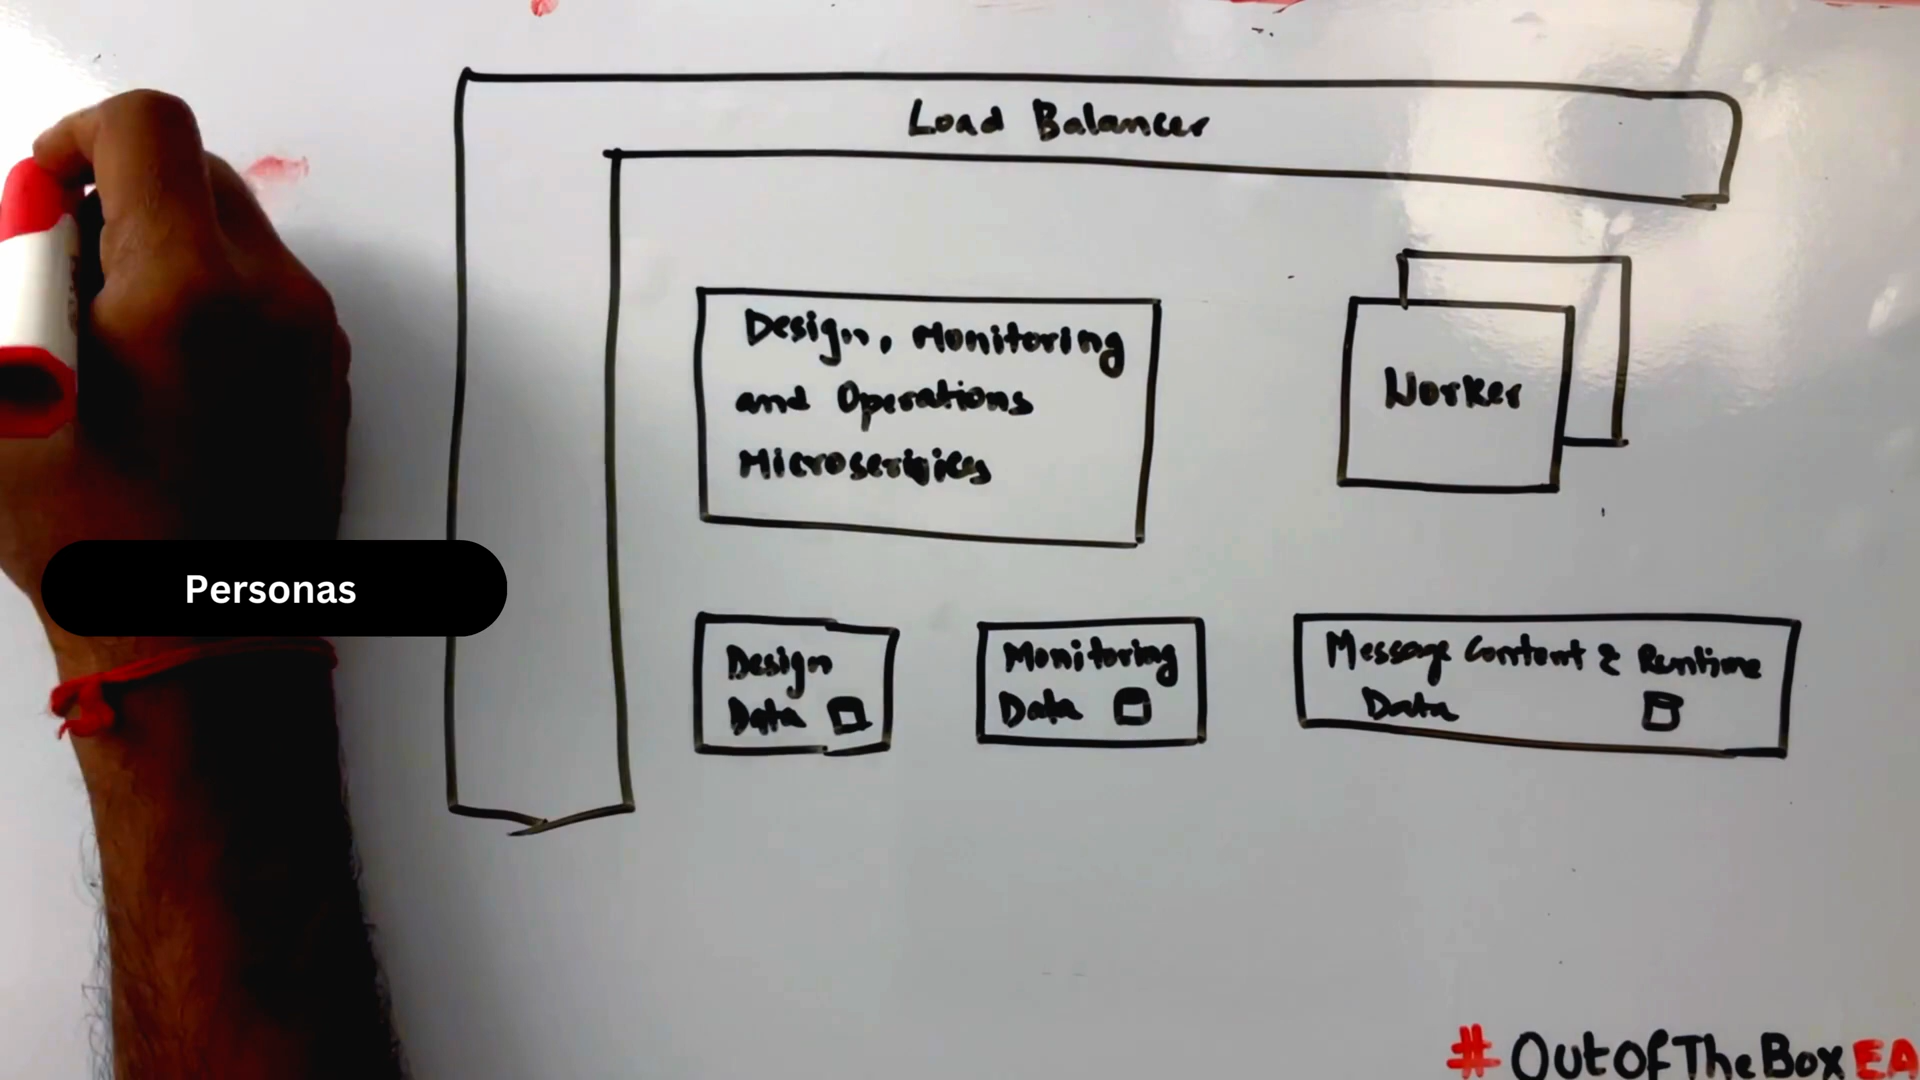 Load Balancer
Design, Monitoring
and Operations
Microservices
Worker
Personas
Design
Data
Monitoring
Data
Message Content & Runtime
Data
#OutOfTheBoxEA